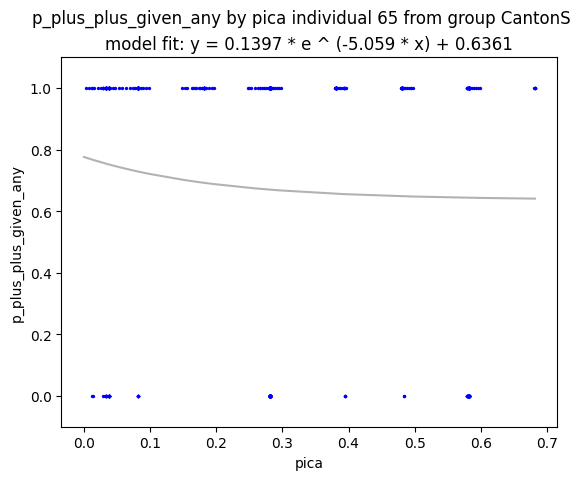 p_plus_plus_given_any by pica individual 65 from group CantonS
model fit: y = 0.1397 * e ^ (-5.059 * x) + 0.6361
1.0
0.8
0.6
0.4
0.2
0.0
p_plus_plus_given_any
0.0 0.1 0.2 0.3 0.4 0.5 0.6 0.7
pica